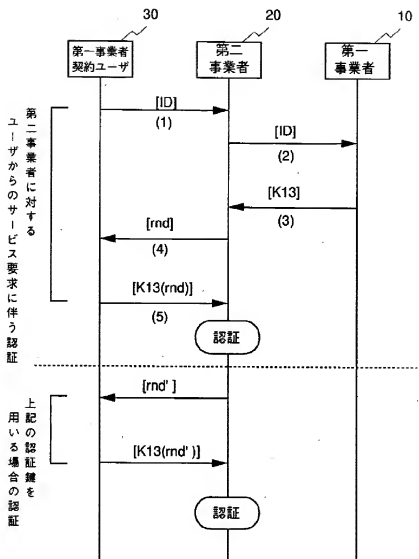 30
20
10
第一事業者
契約ユーザ
第二
事業者
第一
事業者
第二事業者に対する
ユーザからのサービス要求に伴う認証
[ID]
(1)
[ID]
(2)
[K13]
(3)
[rnd]
(4)
[K13(rnd)]
(5)
認証
上記の認証鍵を
用いる場合の認証
[rnd']
[K13(rnd')]
認証